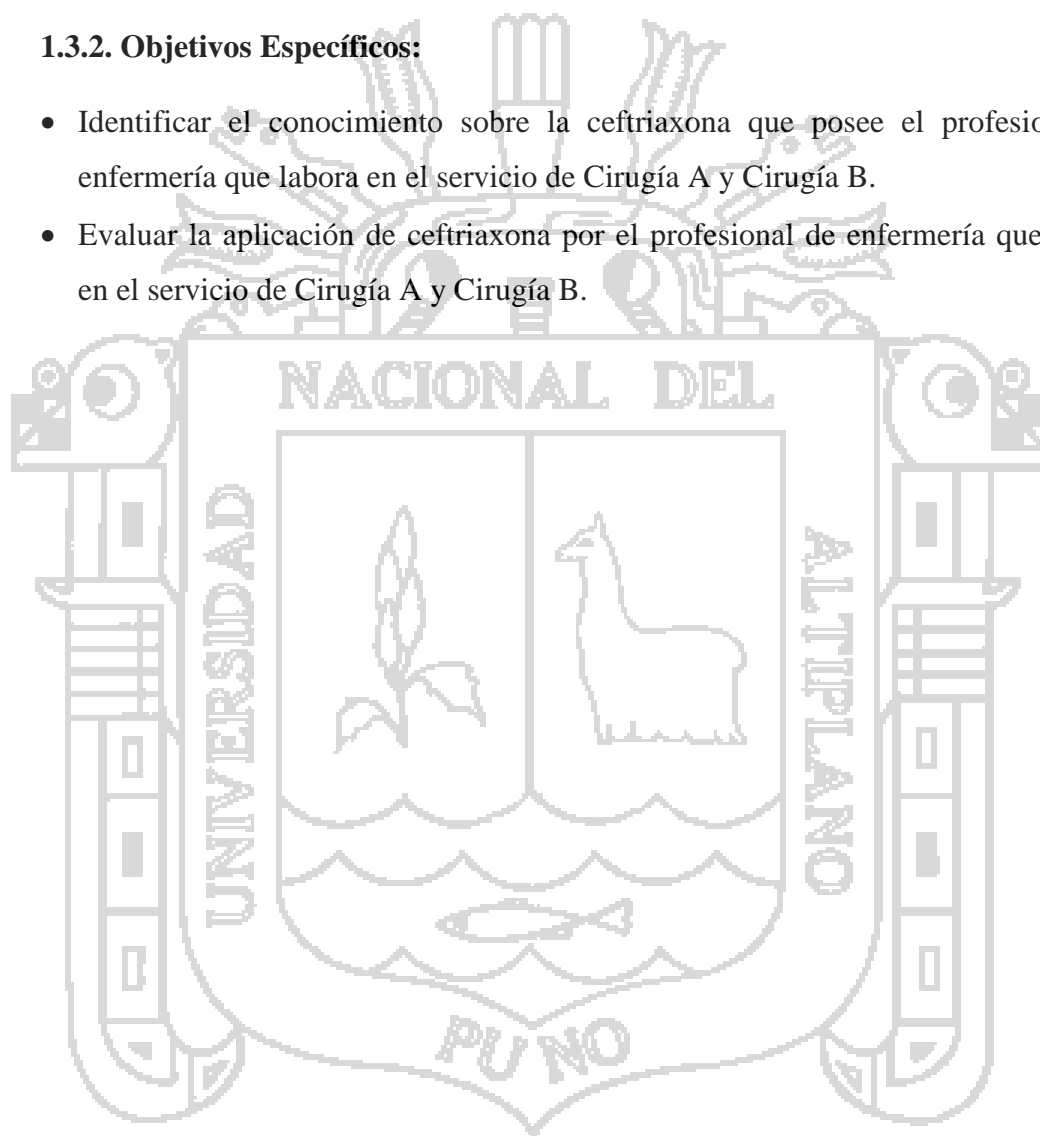 1.3.2. Objetivos Específicos:
• Identificar el conocimiento sobre la ceftriaxona que posee el
enfermería que labora en el servicio de Cirugía A y Cirugía B.
• Evaluar la aplicación de ceftriaxona por el profesional de enfermería que
en el servicio de Cirugía A y Cirugía B.
NACIONAL DEL
UNIVERSIDAD
ALTIPLANO
PUNO